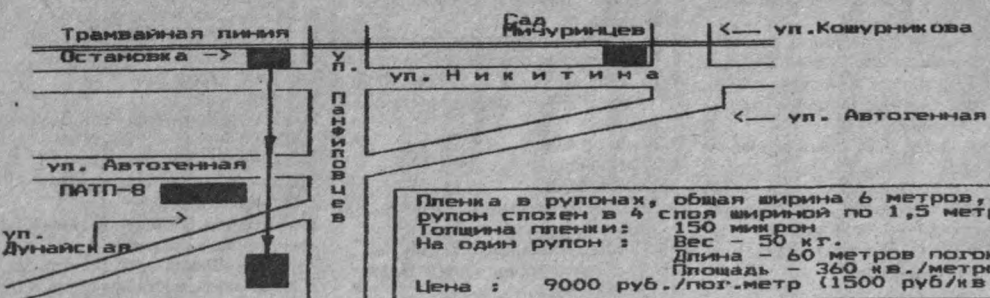 Сад
Мичуринцев
Трамвайная линия
<— ул.Кошурникова
Остановка —>
ул. Никитина
ул. Панфиловцев
<— ул. Автогенная
ул. Автогенная
ПАТП-8
ул.
Дунайская
Пленка в рулонах, общая ширина 6 метров,
рулон сложен в 4 слоя шириной по 1,5 метр
Толщина пленки: 150 микрон
На один рулон : Вес - 50 кг.
Длина - 60 метров погон
Площадь - 360 кв./метро
Цена : 9000 руб./пог.метр (1500 руб/кв